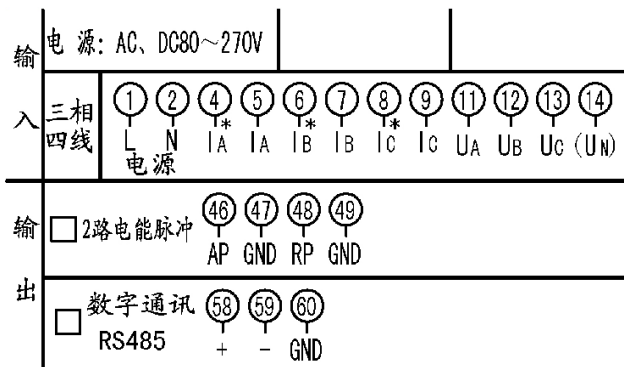 输入
电 源: AC、DC80～270V
三相四线
① ② ④ ⑤ ⑥ ⑦ ⑧ ⑨ ⑪ ⑫ ⑬ ⑭
L N IA* IA IB* IB IC* IC UA UB UC (UN)
电源
输出
2路电能脉冲
㊻ ㊼ ㊽ ㊾
AP GND RP GND
数字通讯
RS485
58 59 60
+ - GND